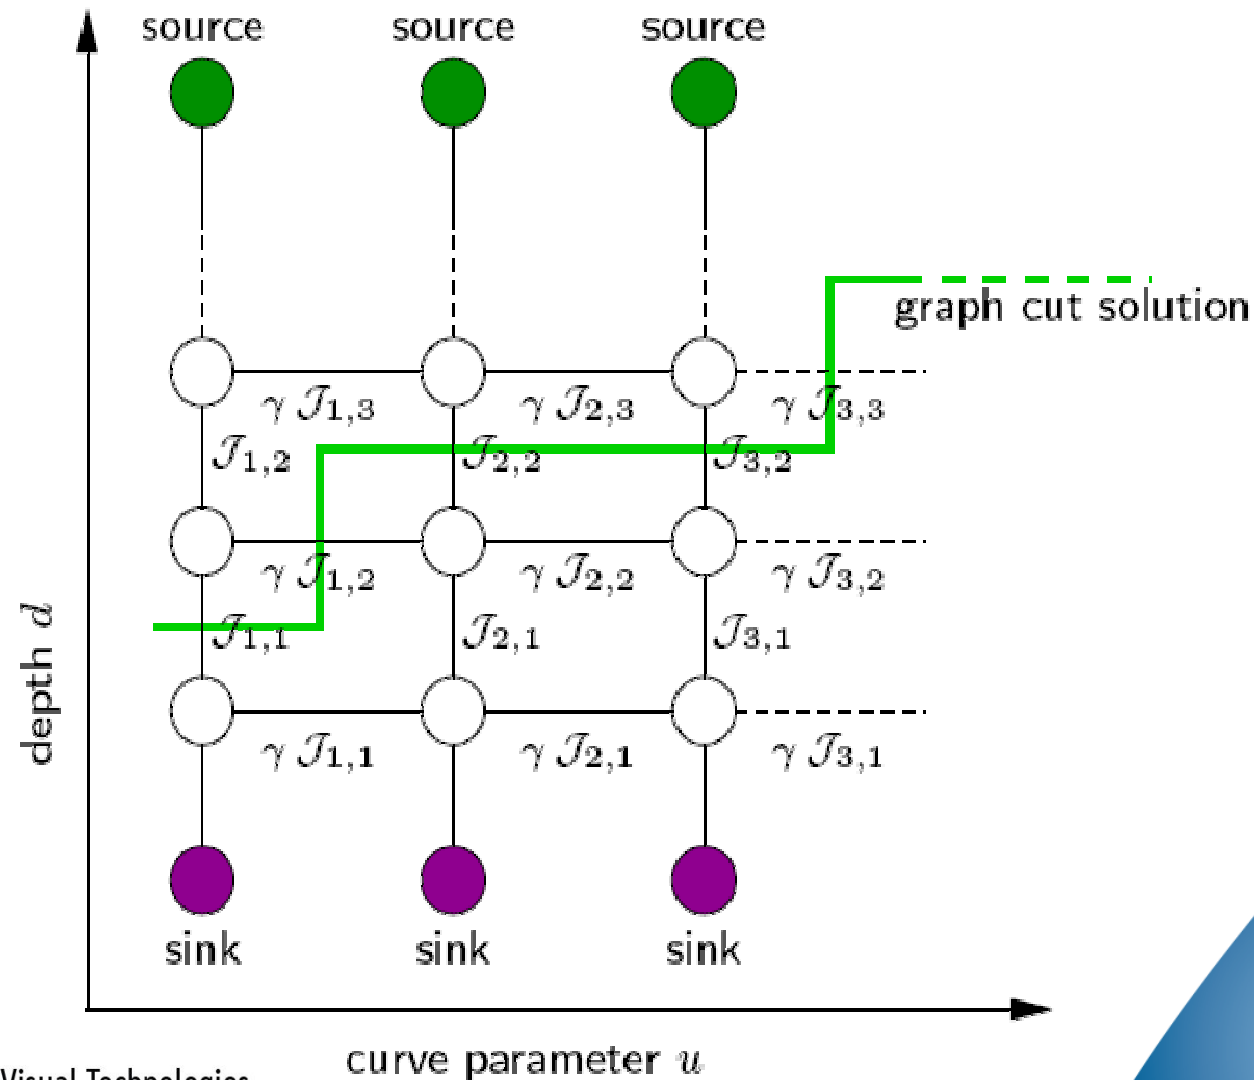 source source source
graph cut solution
γ J1,3 γ J2,3 γ J3,3
J1,2 J2,2 J3,2
γ J1,2 γ J2,2 γ J3,2
J1,1 J2,1 J3,1
γ J1,1 γ J2,1 γ J3,1
depth d
sink sink sink
curve parameter u
Visual Technologies